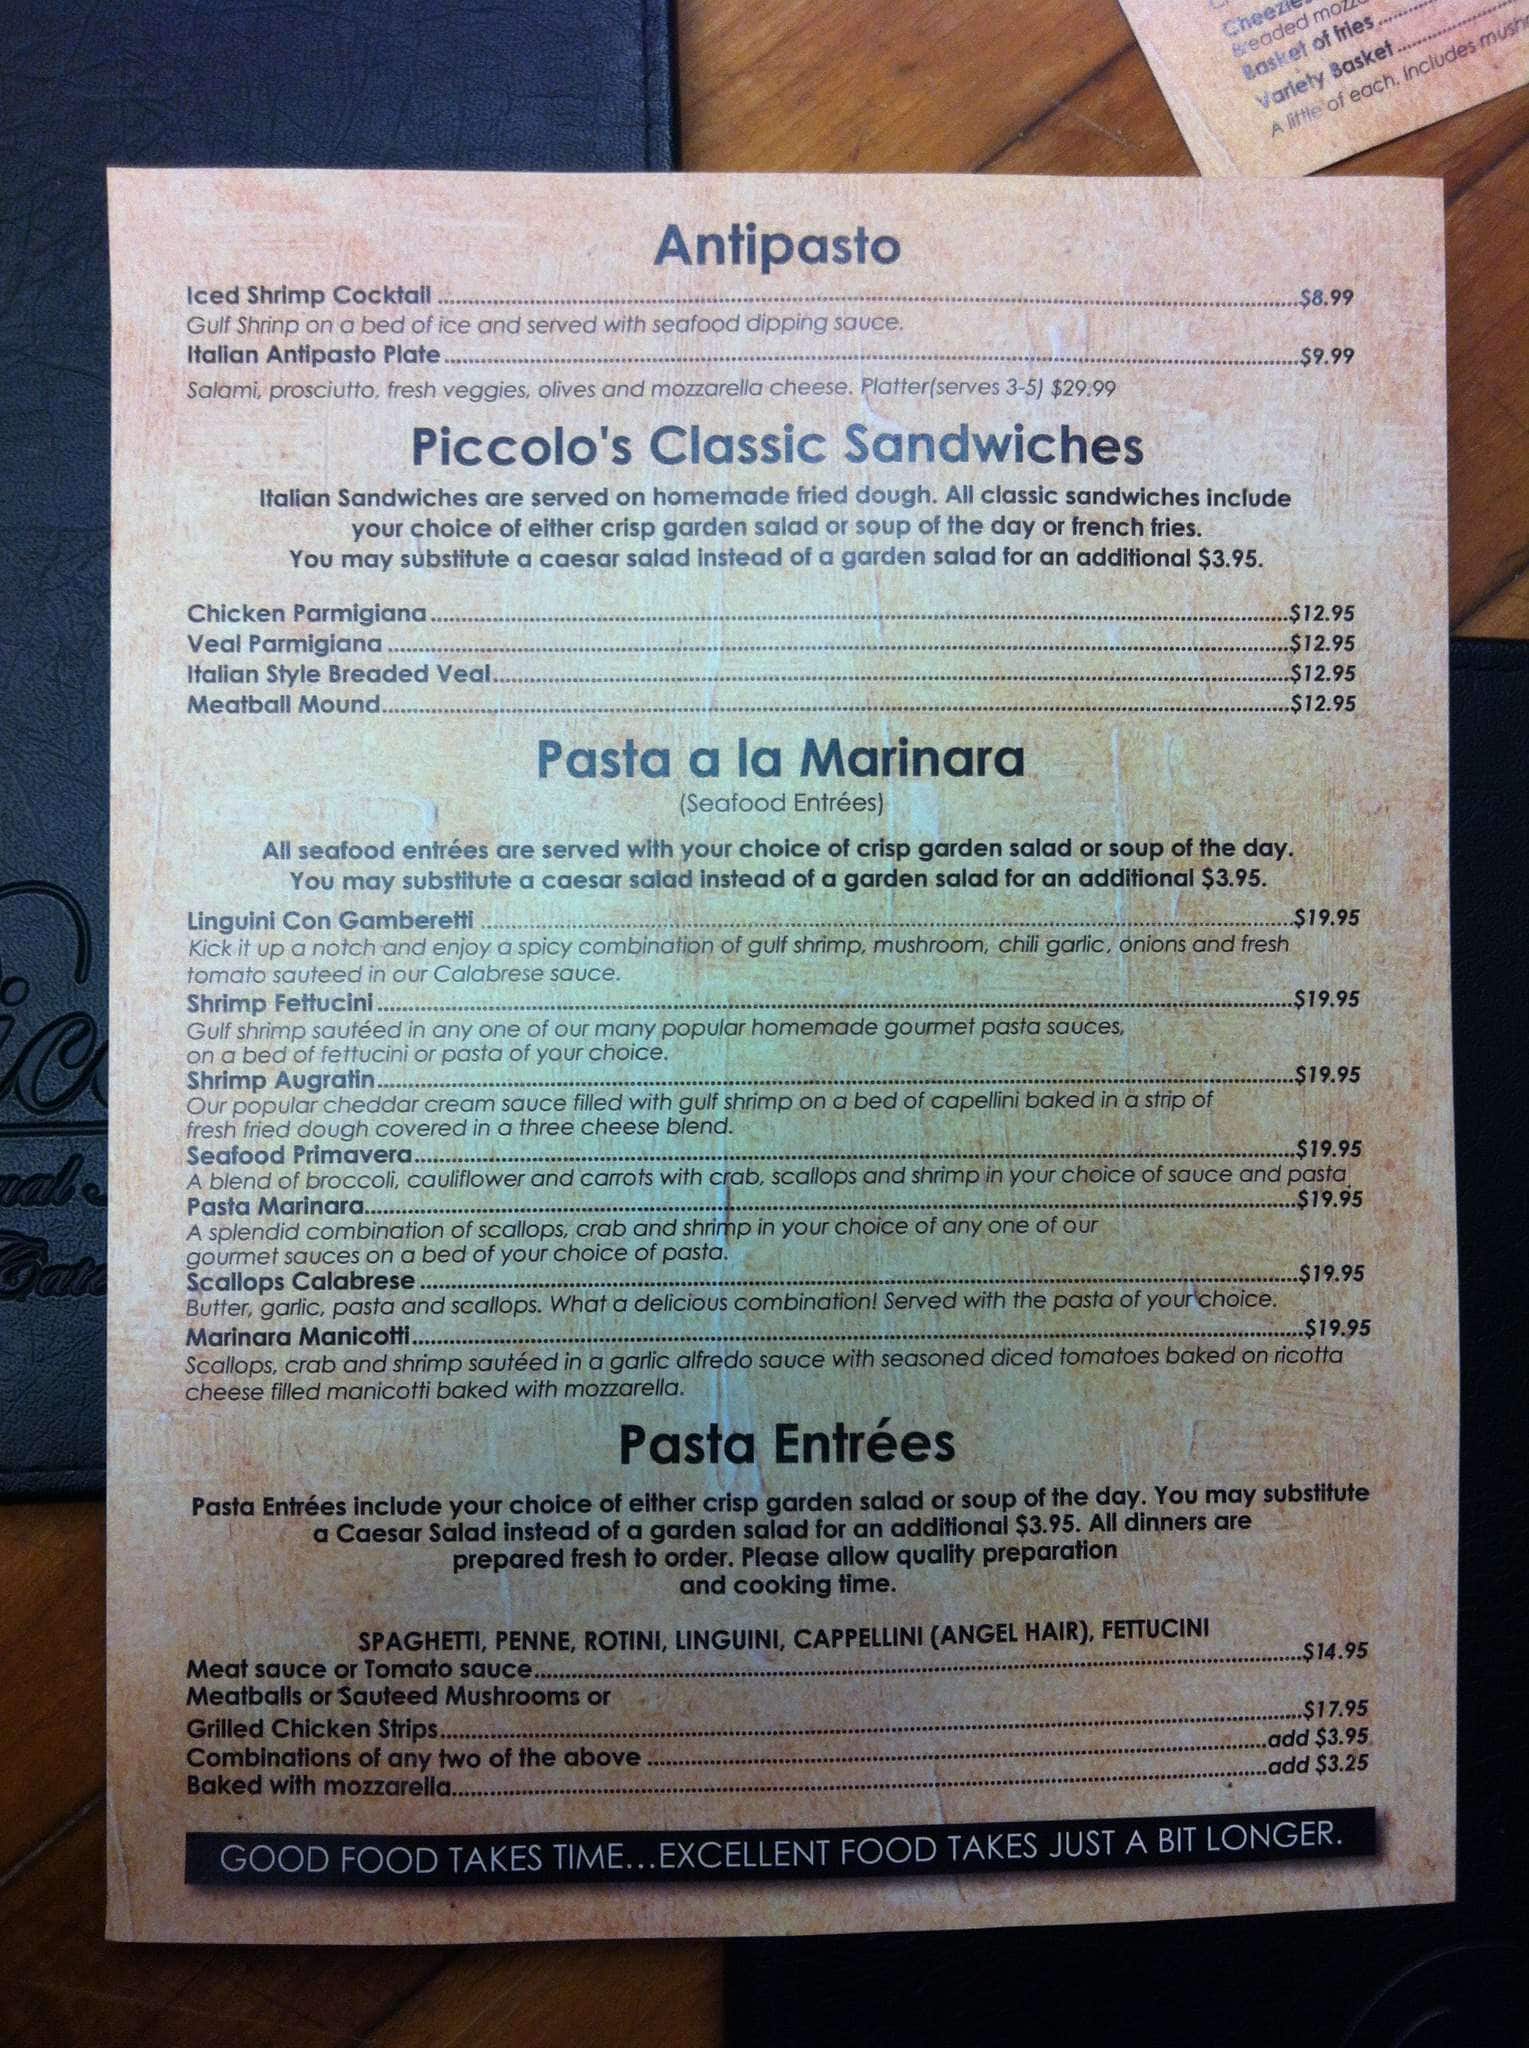 Breaded
Basket of fries
Variety Basket
A little of each. Includes
Antipasto
Iced Shrimp Cocktail $8.99
Gulf Shrinp on a bed of ice and served with seafood dipping sauce.
Italian Antipasto Plate $9.99
Salami, prosciutto, fresh veggies, olives and mozzarella cheese. Platter(serves 3-5) $29.99
Piccolo's Classic Sandwiches
Italian Sandwiches are served on homemade fried dough. All classic sandwiches include
your choice of either crisp garden salad or soup of the day or french fries.
You may substitute a caesar salad instead of a garden salad for an additional $3.95.
Chicken Parmigiana $12.95
Veal Parmigiana $12.95
Italian Style Breaded Veal $12.95
Meatball Mound $12.95
Pasta a la Marinara
(Seafood Entrées)
All seafood entrées are served with your choice of crisp garden salad or soup of the day.
You may substitute a caesar salad instead of a garden salad for an additional $3.95.
Linguini Con Gamberetti $19.95
Kick it up a notch and enjoy a spicy combination of gulf shrimp, mushroom, chili garlic, onions and fresh
tomato sauteed in our Calabrese sauce.
Shrimp Fettucini $19.95
Gulf shrimp sautéed in any one of our many popular homemade gourmet pasta sauces,
on a bed of fettucini or pasta of your choice.
Shrimp Augratin $19.95
Our popular cheddar cream sauce filled with gulf shrimp on a bed of capellini baked in a strip of
fresh fried dough covered in a three cheese blend.
Seafood Primavera $19.95
A blend of broccoli, cauliflower and carrots with crab, scallops and shrimp in your choice of sauce and pasta.
Pasta Marinara $19.95
A splendid combination of scallops, crab and shrimp in your choice of any one of our
gourmet sauces on a bed of your choice of pasta.
Scallops Calabrese $19.95
Butter, garlic, pasta and scallops. What a delicious combination! Served with the pasta of your choice.
Marinara Manicotti $19.95
Scallops, crab and shrimp sautéed in a garlic alfredo sauce with seasoned diced tomatoes baked on ricotta
cheese filled manicotti baked with mozzarella.
Pasta Entrées
Pasta Entrées include your choice of either crisp garden salad or soup of the day. You may substitute
a Caesar Salad instead of a garden salad for an additional $3.95. All dinners are
prepared fresh to order. Please allow quality preparation
and cooking time.
SPAGHETTI, PENNE, ROTINI, LINGUINI, CAPPELLINI (ANGEL HAIR), FETTUCINI
Meat sauce or Tomato sauce $14.95
Meatballs or Sauteed Mushrooms or
Grilled Chicken Strips $17.95
Combinations of any two of the above add $3.95
Baked with mozzarella add $3.25
GOOD FOOD TAKES TIME...EXCELLENT FOOD TAKES JUST A BIT LONGER.